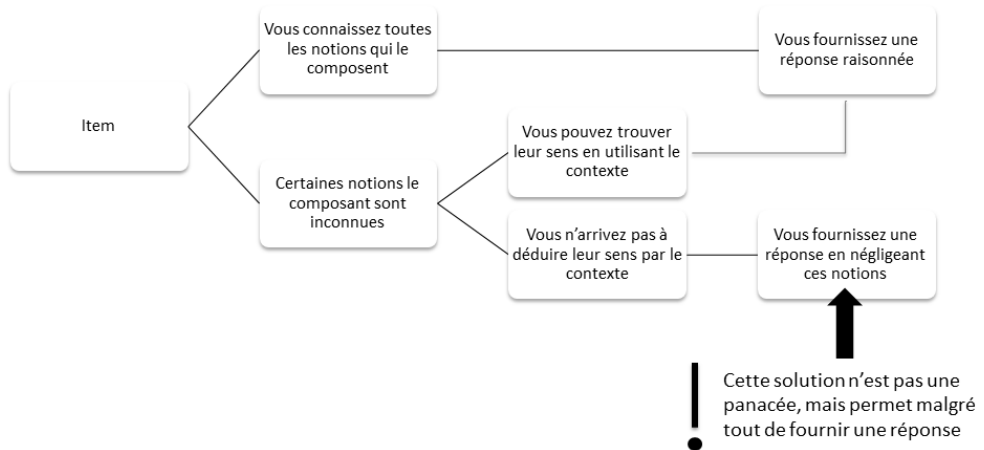 Vous connaissez toutes
les notions qui le
composent
Vous fournissez une
réponse raisonnée
Item
Vous pouvez trouver
leur sens en utilisant le
contexte
Certaines notions le
composant sont
inconnues
Vous n'arrivez pas à
déduire leur sens par le
contexte
Vous fournissez une
réponse en négligeant
ces notions
!
Cette solution n'est pas une
panacée, mais permet malgré
tout de fournir une réponse